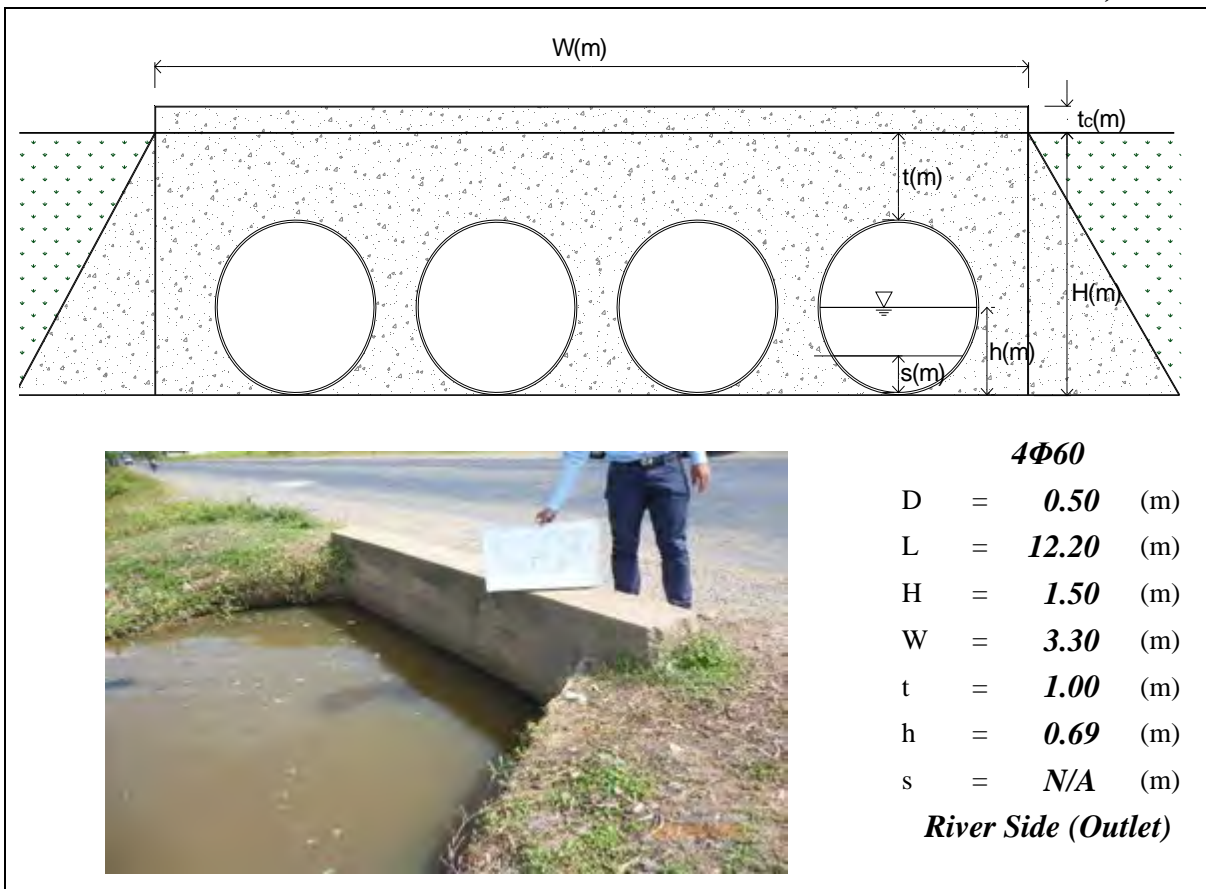 W(m)
tc(m)
t(m)
H(m)
h(m)
s(m)
4Φ60
D = 0.50 (m)
L = 12.20 (m)
H = 1.50 (m)
W = 3.30 (m)
t = 1.00 (m)
h = 0.69 (m)
s = N/A (m)
River Side (Outlet)